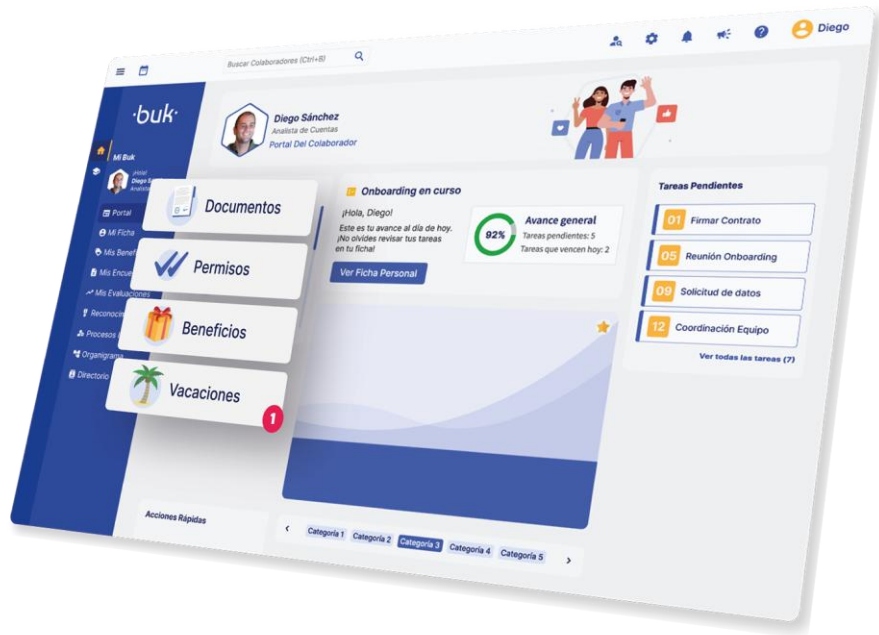 Buscar Colaboradores (Ctrl+B)
Diego
·buk·
Mi Buk
¡Hola!
Diego
Portal
Mi Ficha
Mis
Mis
Mis Evaluaciones
Procesos
Organigrama
Directorio
Documentos
Permisos
Beneficios
Vacaciones
1
Diego Sánchez
Analista de Cuentas
Portal Del Colaborador
Onboarding en curso
¡Hola, Diego!
Este es tu avance al día de hoy.
¡No olvides revisar tus tareas
en tu ficha!
Ver Ficha Personal
92%
Avance general
Tareas pendientes: 5
Tareas que vencen hoy: 2
Tareas Pendientes
01 Firmar Contrato
05 Reunión Onboarding
09 Solicitud de datos
12 Coordinación Equipo
Ver todas las tareas (7)
Acciones Rápidas
‹ Categoría 1 Categoría 2 Categoría 3 Categoría 4 Categoría 5 ›